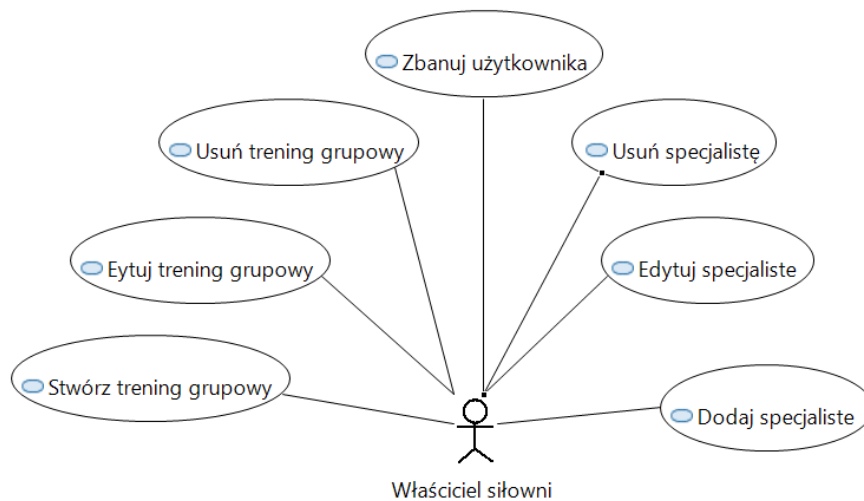 Zbanuj użytkownika
Usuń trening grupowy
Usuń specjalistę
Eytuj trening grupowy
Edytuj specjaliste
Stwórz trening grupowy
Dodaj specjaliste
Właściciel siłowni